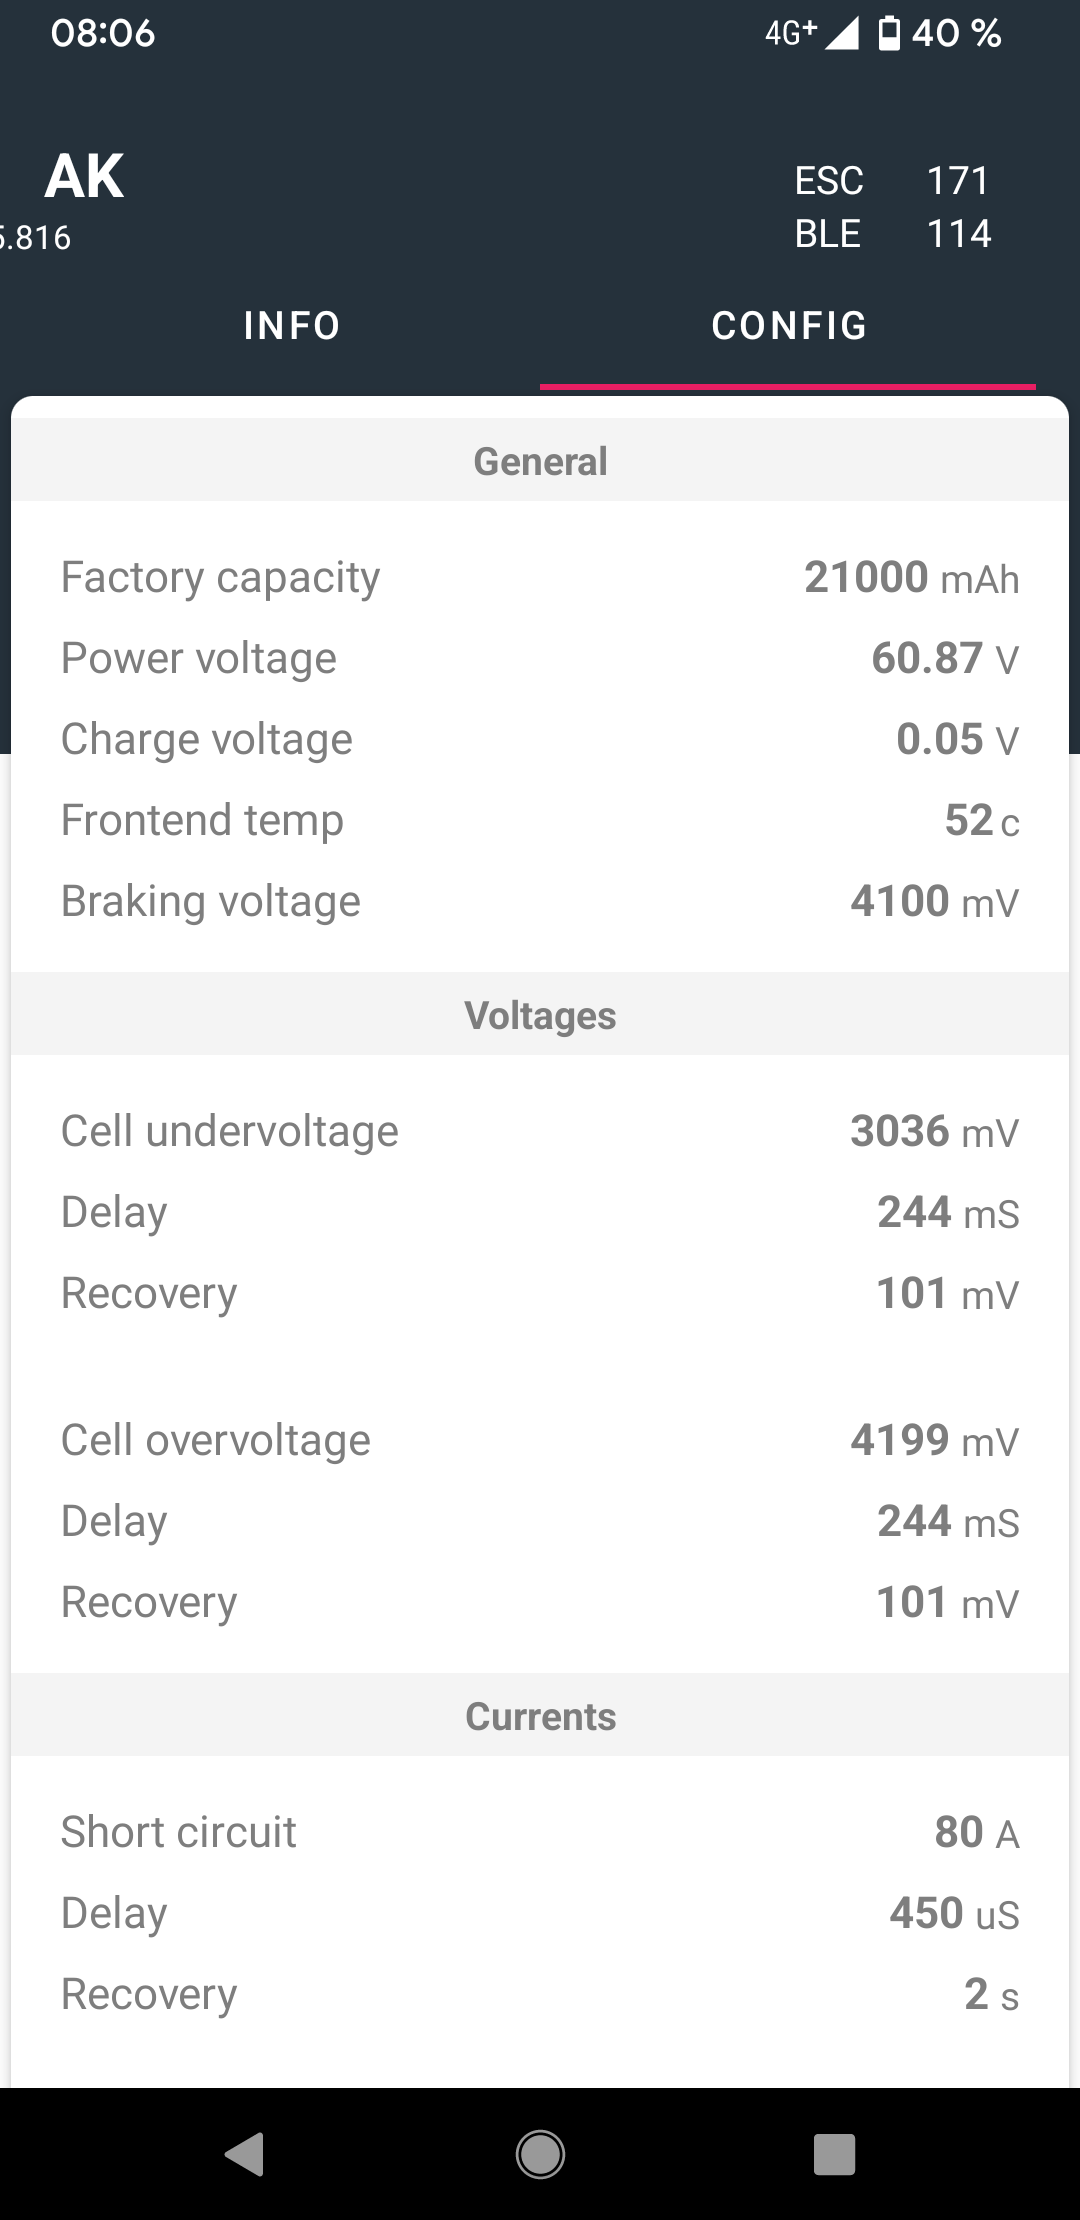 08:06 4G+ 40 %
AK
ESC 171
5.816
BLE 114
INFO CONFIG
General
Factory capacity 21000 mAh
Power voltage 60.87 V
Charge voltage 0.05 V
Frontend temp 52 c
Braking voltage 4100 mV
Voltages
Cell undervoltage 3036 mV
Delay 244 mS
Recovery 101 mV
Cell overvoltage 4199 mV
Delay 244 mS
Recovery 101 mV
Currents
Short circuit 80 A
Delay 450 uS
Recovery 2 s